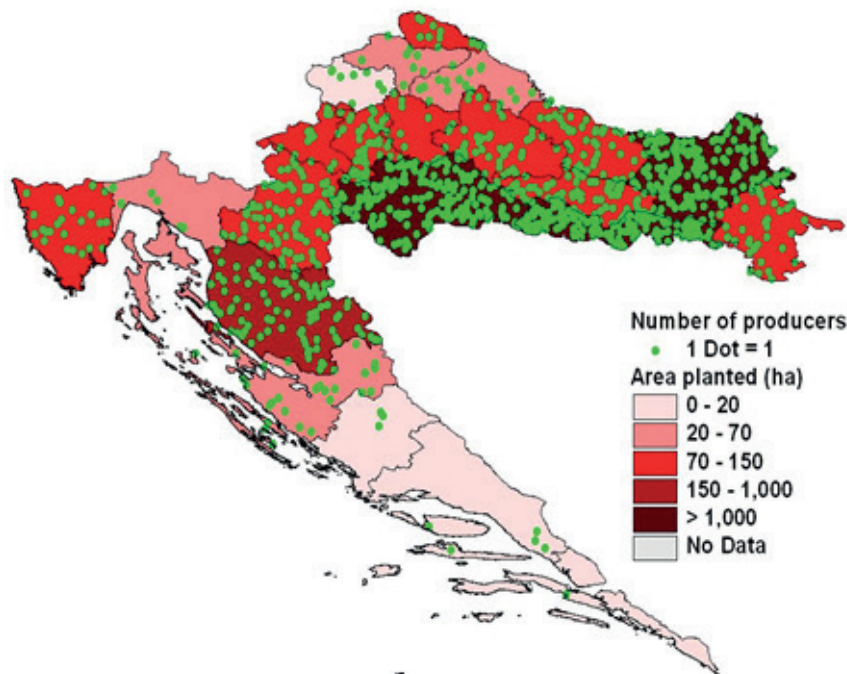 Number of producers
1 Dot = 1
Area planted (ha)
0 - 20
20 - 70
70 - 150
150 - 1,000
> 1,000
No Data